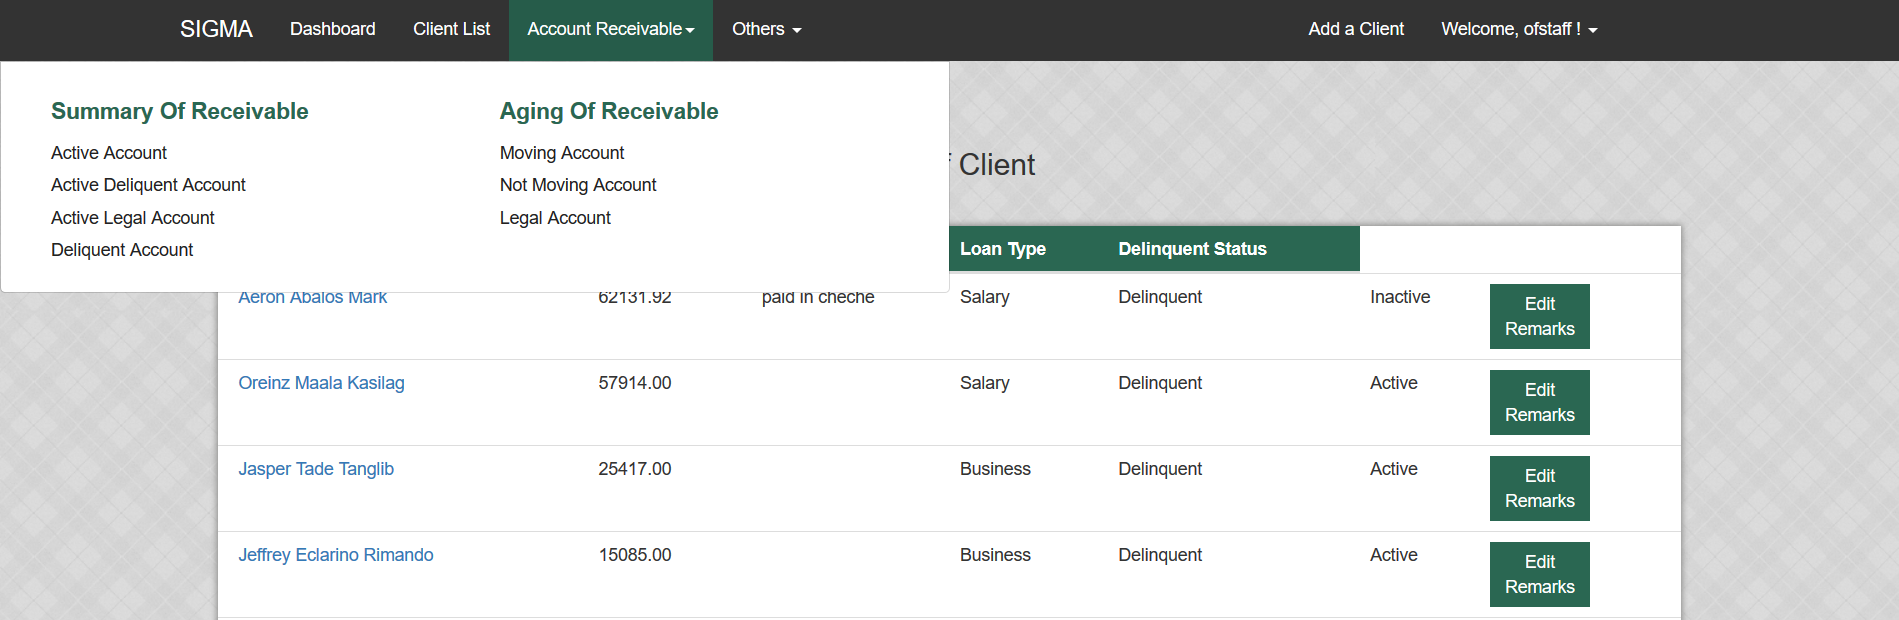 SIGMA Dashboard Client List Account Receivable Others Add a Client Welcome, ofstaff !
Summary Of Receivable Aging Of Receivable
Active Account Moving Account
Active Deliquent Account Not Moving Account
Active Legal Account Legal Account
Deliquent Account
Client
Loan Type Delinquent Status
Aeron Abalos Mark 62131.92 paid in cheche Salary Delinquent Inactive Edit
Remarks
Oreinz Maala Kasilag 57914.00 Salary Delinquent Active Edit
Remarks
Jasper Tade Tanglib 25417.00 Business Delinquent Active Edit
Remarks
Jeffrey Eclarino Rimando 15085.00 Business Delinquent Active Edit
Remarks